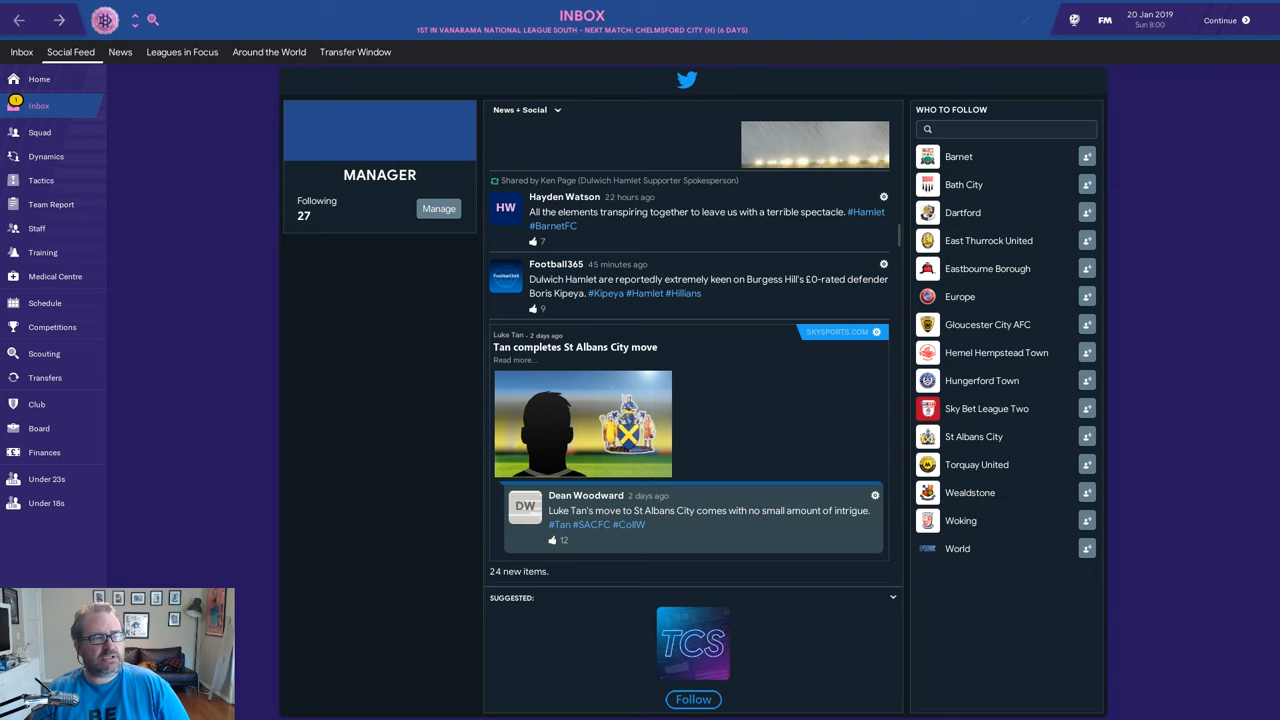 INBOX
1ST IN VANARAMA NATIONAL LEAGUE SOUTH - NEXT MATCH: CHELMSFORD CITY (H) (6 DAYS)
FM
20 Jan 2019
Sun 8:00
Continue
Inbox
Social Feed
News
Leagues in Focus
Around the World
Transfer Window
Home
1
Inbox
Squad
Dynamics
Tactics
Team Report
Staff
Training
Medical Centre
Schedule
Competitions
Scouting
Transfers
Club
Board
Finances
Under 23s
Under 18s
MANAGER
Following
27
Manage
News + Social
Shared by Ken Page (Dulwich Hamlet Supporter Spokesperson)
HW
Hayden Watson 22 hours ago
All the elements transpiring together to leave us with a terrible spectacle. #Hamlet
#BarnetFC
7
Football365
Football365 45 minutes ago
Dulwich Hamlet are reportedly extremely keen on Burgess Hill's £0-rated defender
Boris Kipeya. #Kipeya #Hamlet #Hillians
9
Luke Tan - 2 days ago
SKYSPORTS.COM
Tan completes St Albans City move
Read more...
DW
Dean Woodward 2 days ago
Luke Tan's move to St Albans City comes with no small amount of intrigue.
#Tan #SACFC #CollW
12
24 new items.
SUGGESTED:
TCS
Follow
WHO TO FOLLOW
Barnet
Bath City
Dartford
East Thurrock United
Eastbourne Borough
Europe
Gloucester City AFC
Hemel Hempstead Town
Hungerford Town
Sky Bet League Two
St Albans City
Torquay United
Wealdstone
Woking
World
BE